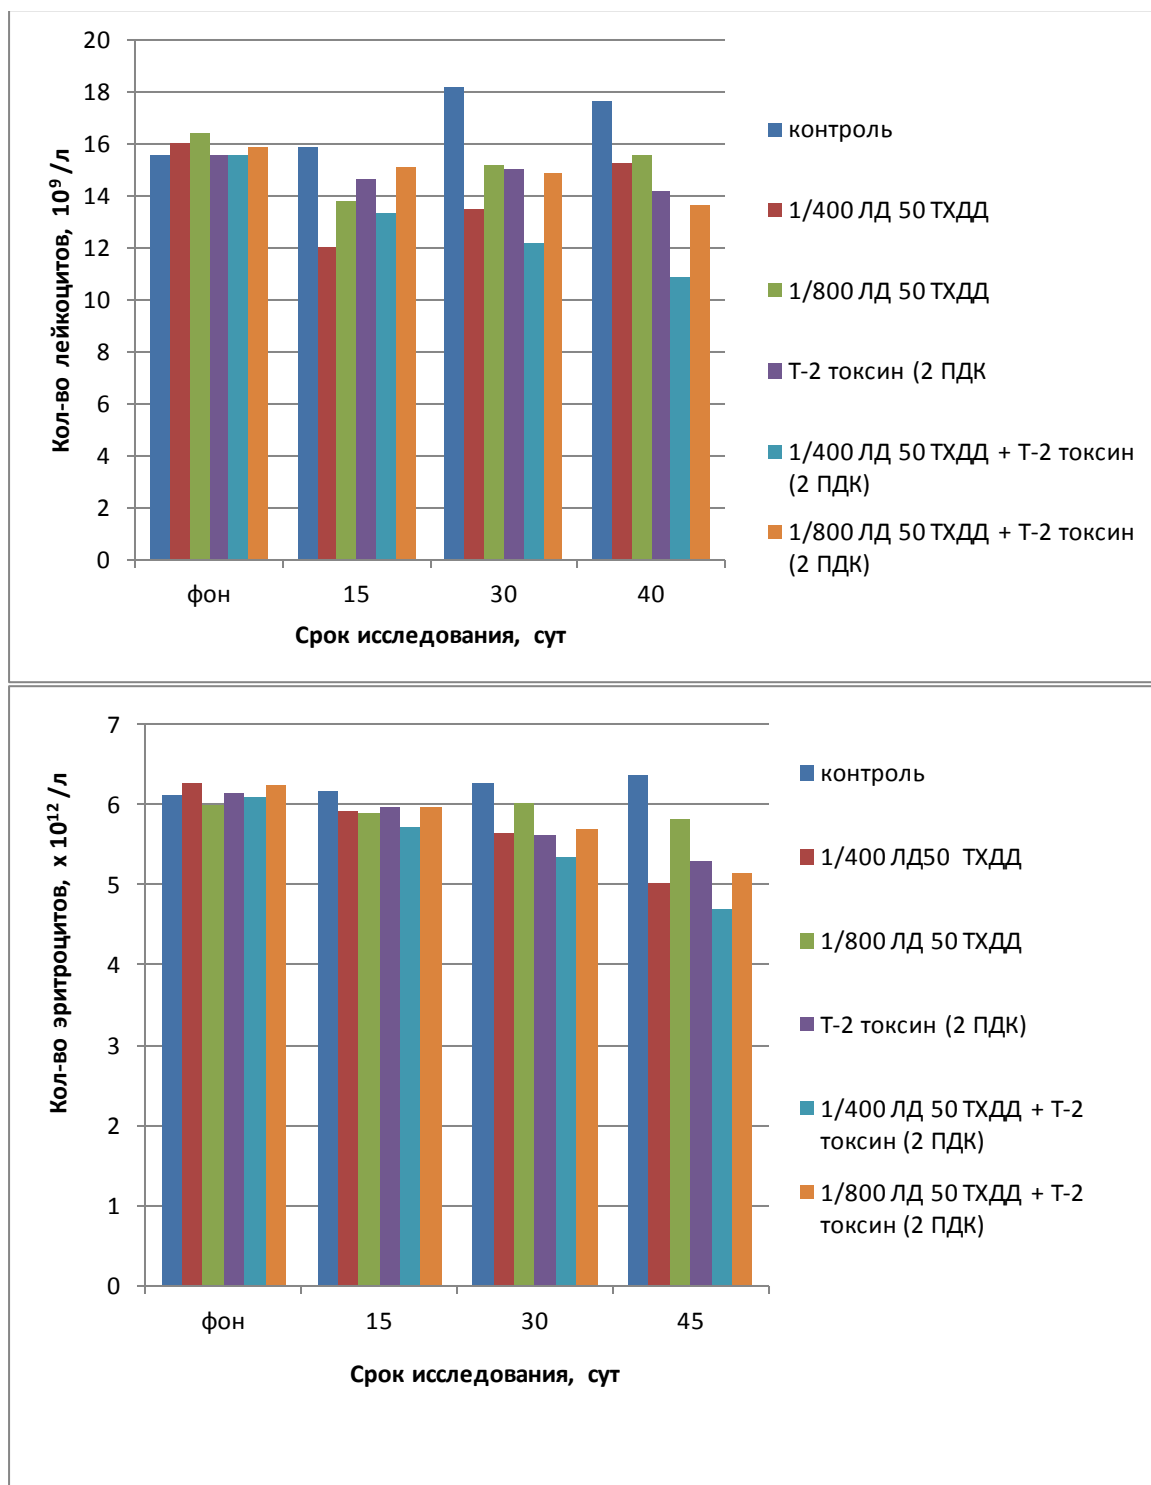 20
18
16
14
12
10
8
6
4
2
0
Кол-во лейкоцитов, 10⁹ /л
фон 15 30 40
Срок исследования, сут
контроль
1/400 ЛД 50 ТХДД
1/800 ЛД 50 ТХДД
Т-2 токсин (2 ПДК
1/400 ЛД 50 ТХДД + Т-2 токсин
(2 ПДК)
1/800 ЛД 50 ТХДД + Т-2 токсин
(2 ПДК)
7
6
5
4
3
2
1
0
Кол-во эритроцитов, х 10¹² /л
фон 15 30 45
Срок исследования, сут
контроль
1/400 ЛД50 ТХДД
1/800 ЛД 50 ТХДД
Т-2 токсин (2 ПДК)
1/400 ЛД 50 ТХДД + Т-2
токсин (2 ПДК)
1/800 ЛД 50 ТХДД + Т-2
токсин (2 ПДК)